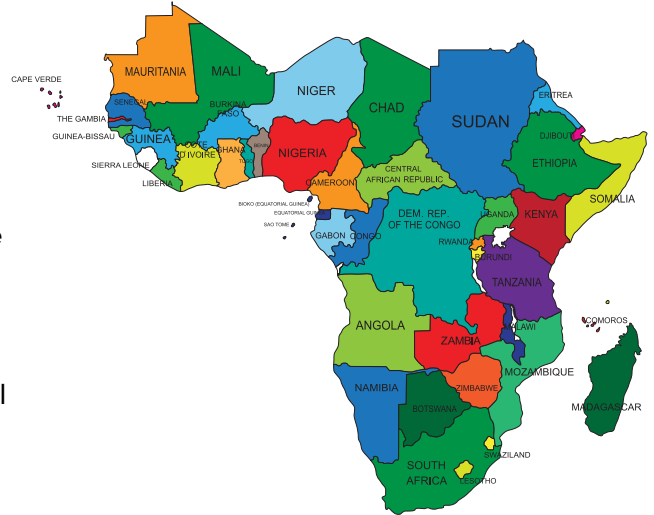 MAURITANIA
MALI
NIGER
CHAD
SUDAN
ERITREA
CAPE VERDE
SENEGAL
THE GAMBIA
GUINEA-BISSAU
GUINEA
BURKINA
FASO
DJIBOUTI
SIERRA LEONE
LIBERIA
D'IVOIRE
GHANA
TOGO
BENIN
NIGERIA
ETHIOPIA
CENTRAL
AFRICAN REPUBLIC
SOMALIA
CAMEROON
BIOKO (EQUATORIAL GUINEA)
EQUATORIAL GUINEA
SAO TOME
GABON
CONGO
DEM. REP.
OF THE CONGO
UGANDA
KENYA
RWANDA
BURUNDI
TANZANIA
COMOROS
ANGOLA
ZAMBIA
MALAWI
MOZAMBIQUE
NAMIBIA
ZIMBABWE
BOTSWANA
MADAGASCAR
SWAZILAND
SOUTH
AFRICA
LESOTHO